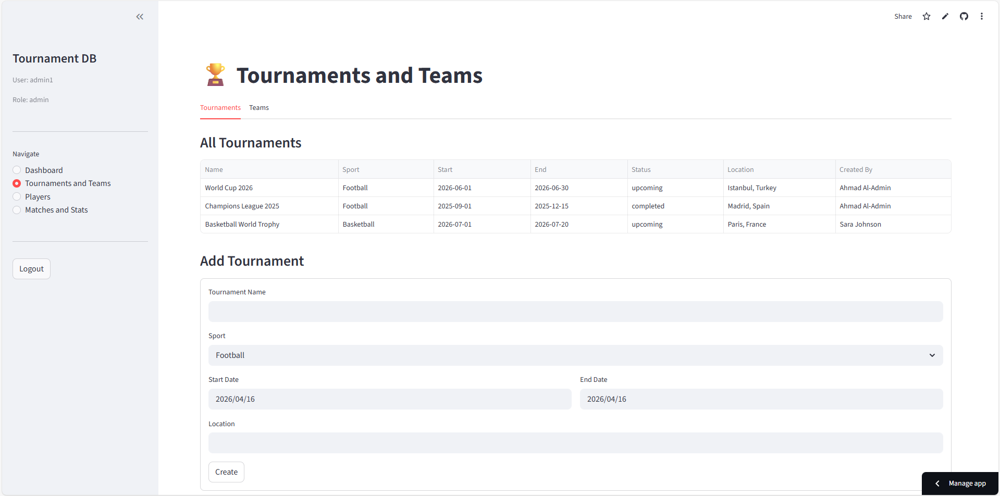 Share
Tournament DB
User: admin1
Role: admin
Navigate
Dashboard
Tournaments and Teams
Players
Matches and Stats
Logout
Tournaments and Teams
Tournaments Teams
All Tournaments
Name Sport Start End Status Location Created By
World Cup 2026 Football 2026-06-01 2026-06-30 upcoming Istanbul, Turkey Ahmad Al-Admin
Champions League 2025 Football 2025-09-01 2025-12-15 completed Madrid, Spain Ahmad Al-Admin
Basketball World Trophy Basketball 2026-07-01 2026-07-20 upcoming Paris, France Sara Johnson
Add Tournament
Tournament Name
Sport
Football
Start Date End Date
2026/04/16 2026/04/16
Location
Create
Manage app